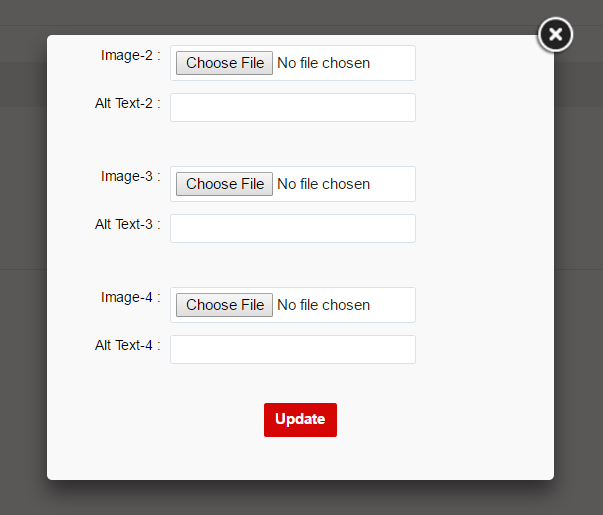 Image-2 : Choose File No file chosen
Alt Text-2 :
Image-3 : Choose File No file chosen
Alt Text-3 :
Image-4 : Choose File No file chosen
Alt Text-4 :
Update